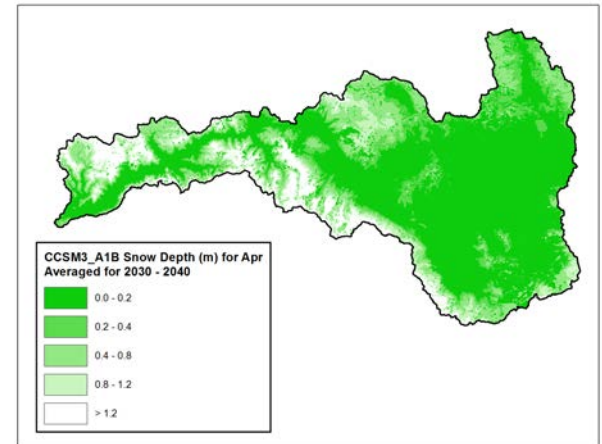 CCSM3_A1B Snow Depth (m) for Apr
Averaged for 2030 - 2040
0.0 - 0.2
0.2 - 0.4
0.4 - 0.8
0.8 - 1.2
> 1.2